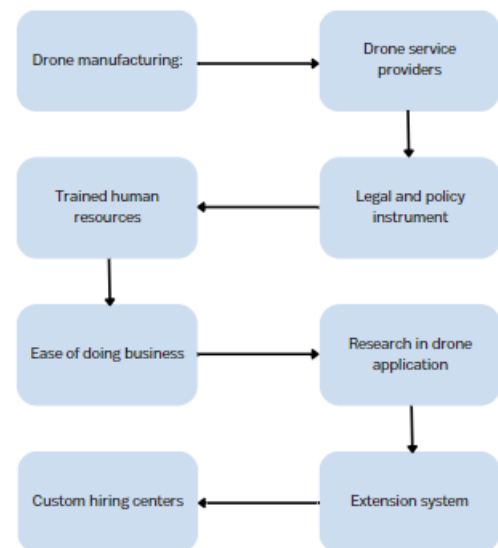 Drone manufacturing:
Drone service
providers
Legal and policy
instrument
Trained human
resources
Ease of doing business
Research in drone
application
Extension system
Custom hiring centers